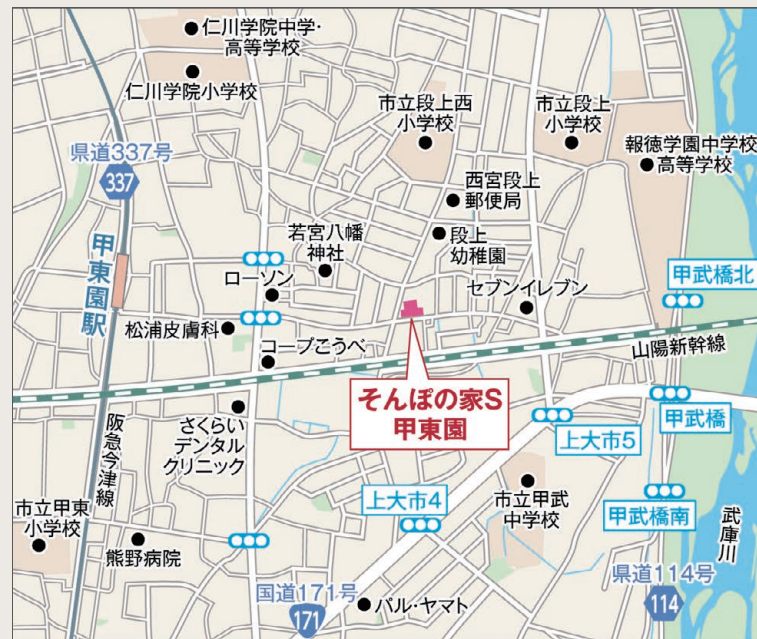 仁川学院中学・
高等学校
仁川学院小学校
市立段上西
小学校
市立段上
小学校
報徳学園中学校
高等学校
県道337号
337
西宮段上
郵便局
若宮八幡
神社
段上
幼稚園
甲東園駅
ローソン
セブンイレブン
甲武橋北
松浦皮膚科
コープこうべ
山陽新幹線
そんぽの家S
甲東園
甲武橋
さくらい
デンタル
クリニック
阪急今津線
上大市5
上大市4
市立甲武
中学校
甲武橋南
武庫川
市立甲東
小学校
熊野病院
国道171号
171
パル・ヤマト
県道114号
114